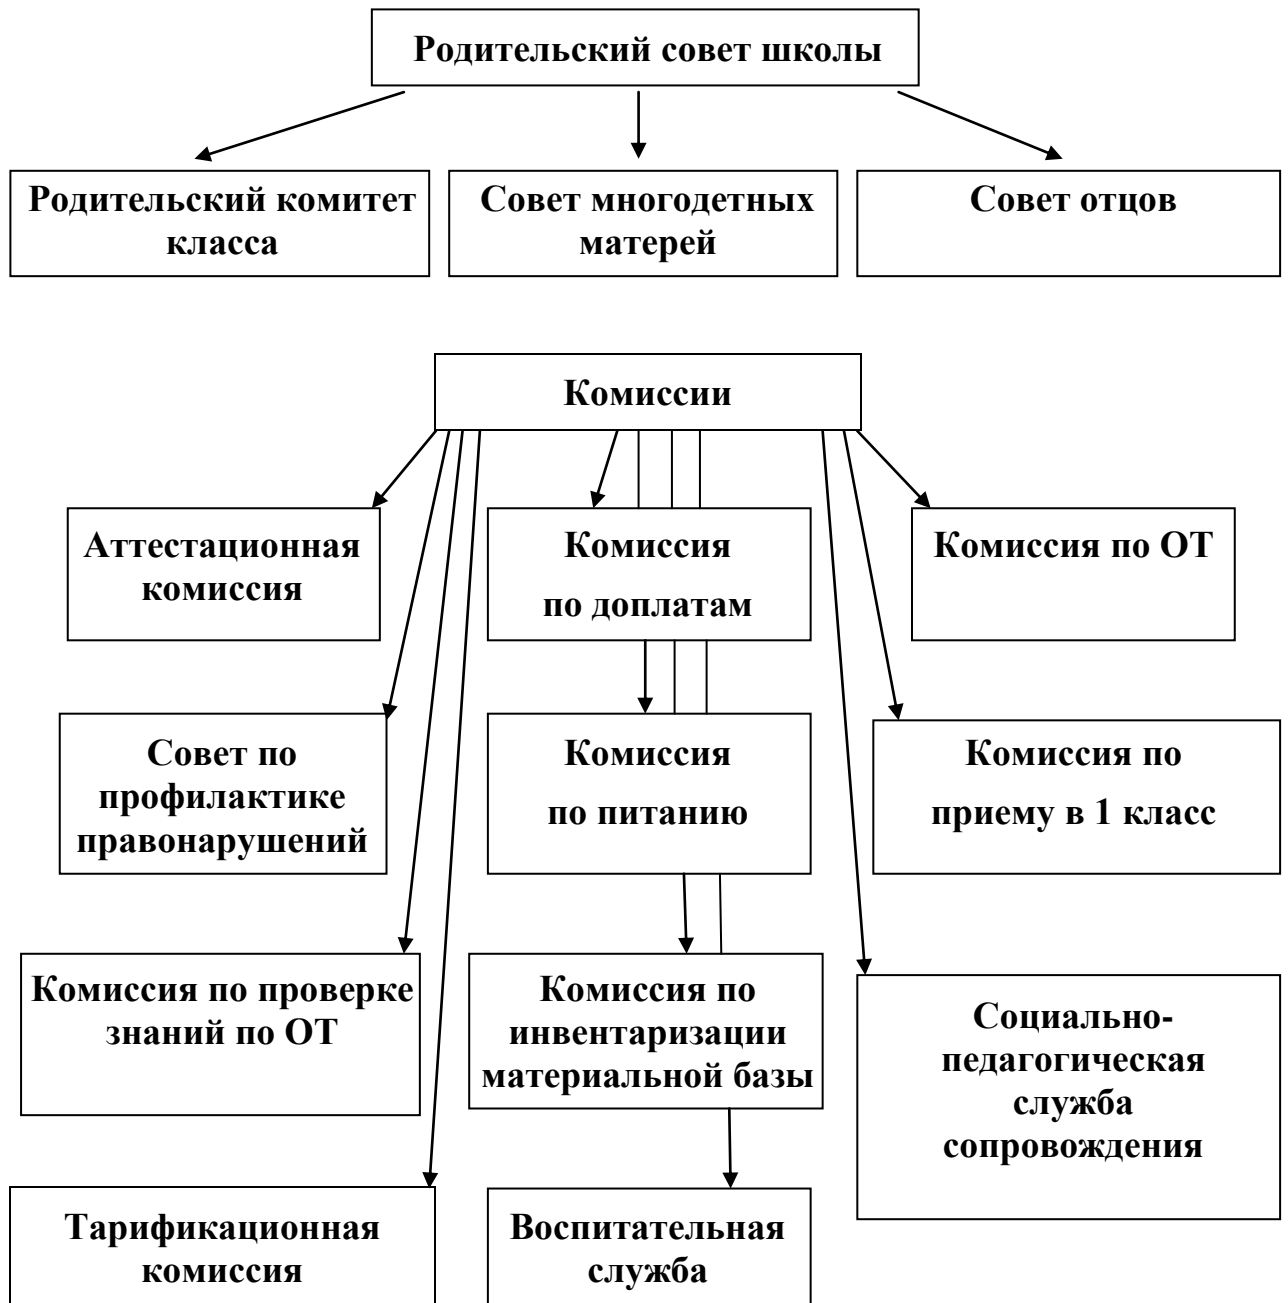 Родительский совет школы
Родительский комитет
класса
Совет многодетных
матерей
Совет отцов
Комиссии
Аттестационная
комиссия
Комиссия
по доплатам
Комиссия по ОТ
Совет по
профилактике
правонарушений
Комиссия
по питанию
Комиссия по
приему в 1 класс
Комиссия по проверке
знаний по ОТ
Комиссия по
инвентаризации
материальной базы
Социально-
педагогическая
служба
сопровождения
Тарификационная
комиссия
Воспитательная
служба